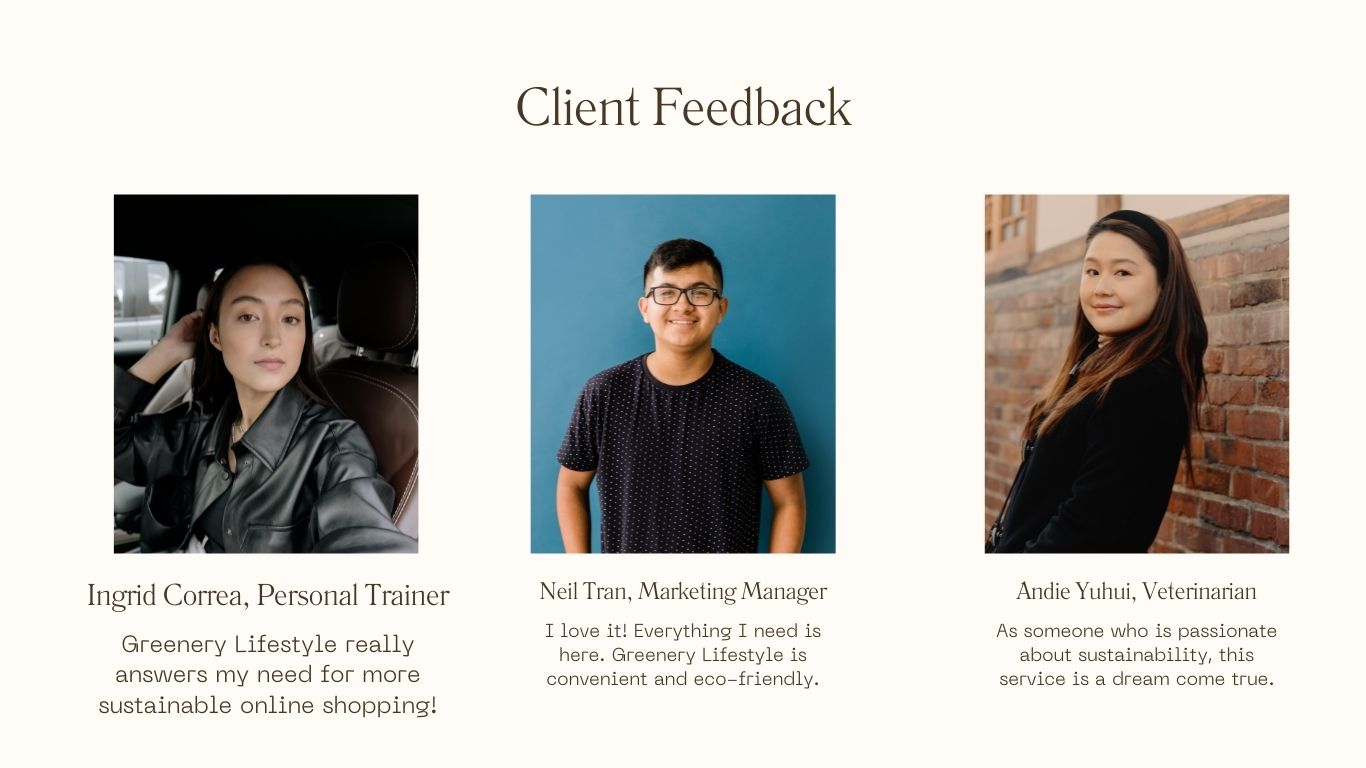 Client Feedback
Ingrid Correa, Personal Trainer
Greenery Lifestyle really
answers my need for more
sustainable online shopping!
Neil Tran, Marketing Manager
I love it! Everything I need is
here. Greenery Lifestyle is
convenient and eco-friendly.
Andie Yuhui, Veterinarian
As someone who is passionate
about sustainability, this
service is a dream come true.